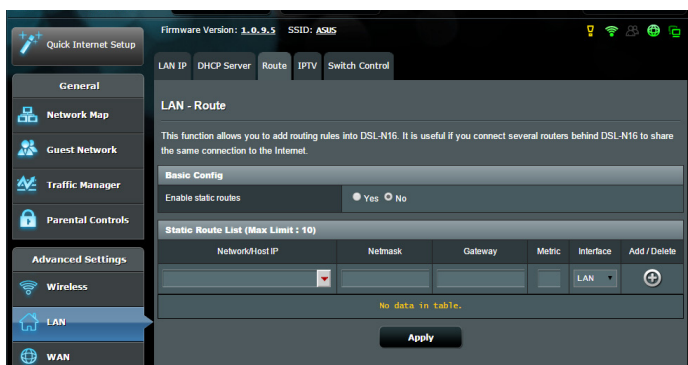 Firmware Version: 1.0.9.5 SSID: ASUS
Quick Internet Setup
General
Network Map
Guest Network
Traffic Manager
Parental Controls
Advanced Settings
Wireless
LAN
WAN
LAN IP DHCP Server Route IPTV Switch Control
LAN - Route
This function allows you to add routing rules into DSL-N16. It is useful if you connect several routers behind DSL-N16 to share
the same connection to the Internet.
Basic Config
Enable static routes Yes No
Static Route List (Max Limit : 10)
Network/Host IP Netmask Gateway Metric Interface Add / Delete
LAN
No data in table.
Apply